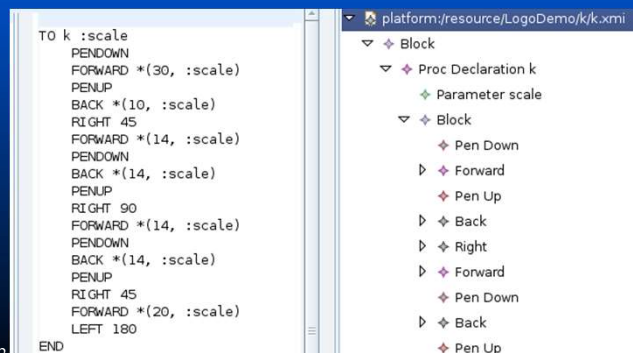 TO k :scale
PENDOWN
FORWARD *(30, :scale)
PENUP
BACK *(10, :scale)
RIGHT 45
FORWARD *(14, :scale)
PENDOWN
BACK *(14, :scale)
PENUP
RIGHT 90
FORWARD *(14, :scale)
PENDOWN
BACK *(14, :scale)
PENUP
RIGHT 45
FORWARD *(20, :scale)
LEFT 180
END
platform:/resource/LogoDemo/k/k.xmi
Block
Proc Declaration k
Parameter scale
Block
Pen Down
Forward
Pen Up
Back
Right
Forward
Pen Down
Back
Pen Up